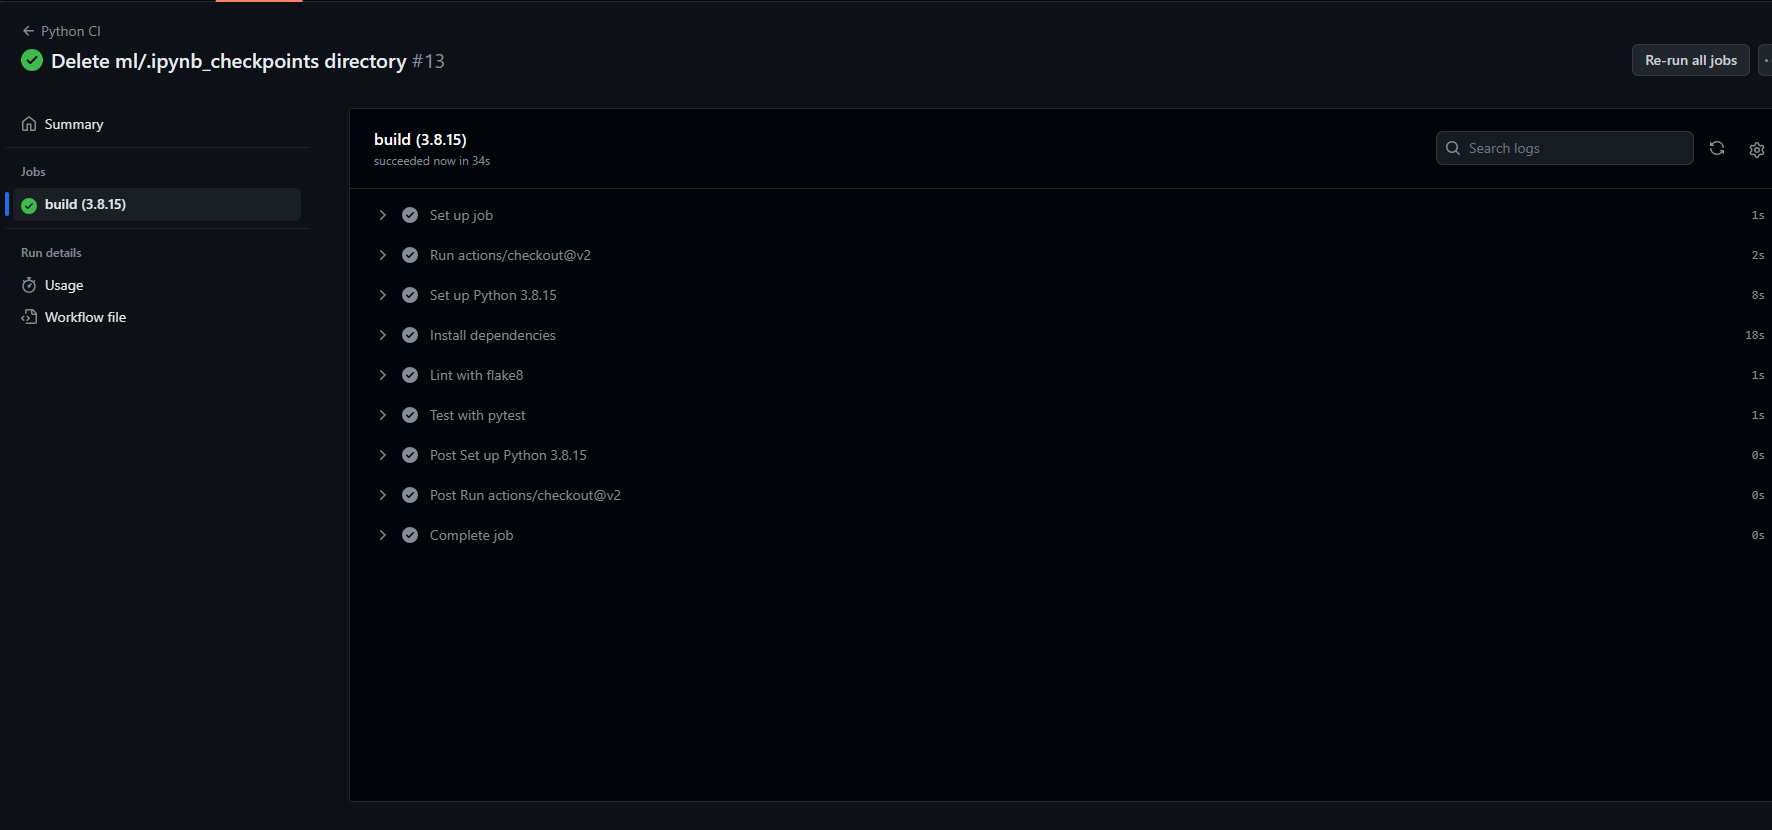 Python CI
Delete ml/.ipynb_checkpoints directory #13
Re-run all jobs
Summary
Jobs
build (3.8.15)
Run details
Usage
Workflow file
build (3.8.15)
succeeded now in 34s
Search logs
Set up job 1s
Run actions/checkout@v2 2s
Set up Python 3.8.15 8s
Install dependencies 18s
Lint with flake8 1s
Test with pytest 1s
Post Set up Python 3.8.15 0s
Post Run actions/checkout@v2 0s
Complete job 0s